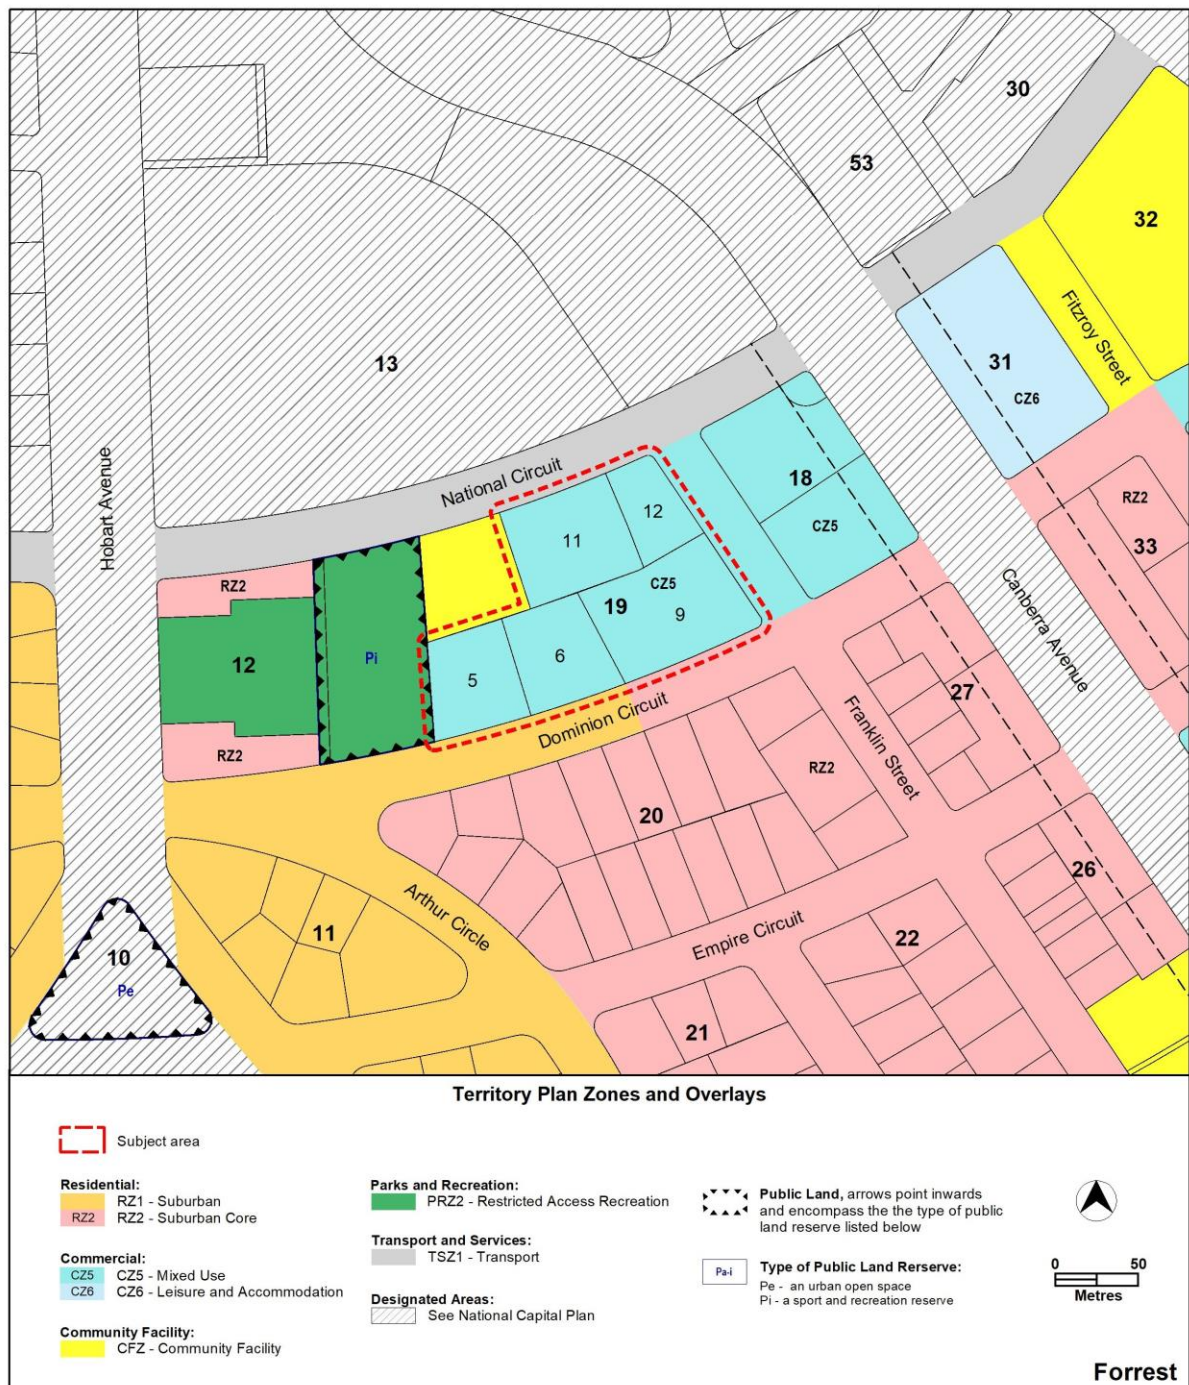 30
53
32
Fitzroy Street
31
CZ6
13
Hobart Avenue
National Circuit
18
CZ5
12
11
CZ5
19
9
RZ2
33
RZ2
12
Pi
5
6
RZ2
Dominion Circuit
Canberra Avenue
27
Franklin Street
RZ2
20
26
Arthur Circle
11
Empire Circuit
22
10
Pe
21
Territory Plan Zones and Overlays
Subject area
Residential:
RZ1 - Suburban
RZ2 RZ2 - Suburban Core
Commercial:
CZ5 CZ5 - Mixed Use
CZ6 CZ6 - Leisure and Accommodation
Community Facility:
CFZ - Community Facility
Parks and Recreation:
PRZ2 - Restricted Access Recreation
Transport and Services:
TSZ1 - Transport
Designated Areas:
See National Capital Plan
Public Land, arrows point inwards
and encompass the the type of public
land reserve listed below
Pa-i
Type of Public Land Rerserve:
Pe - an urban open space
Pi - a sport and recreation reserve
0 50
Metres
Forrest